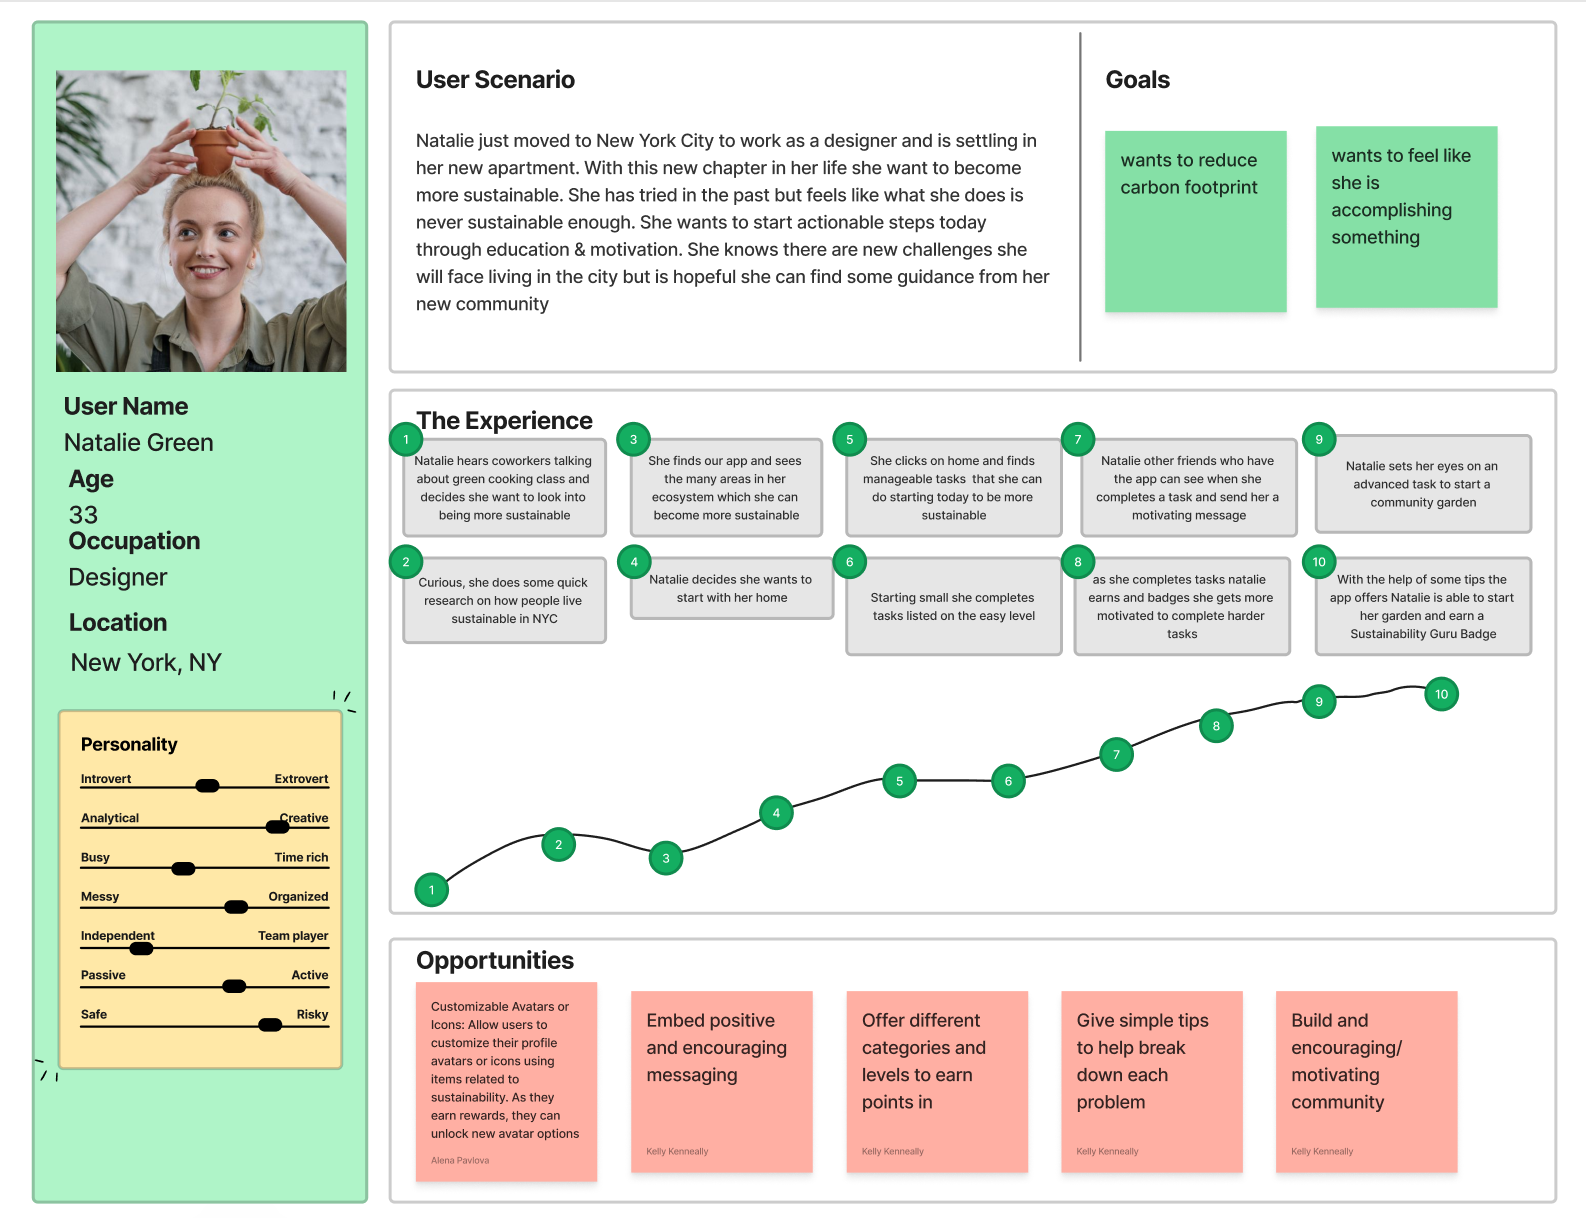 User Name
Natalie Green
Age
33
Occupation
Designer
Location
New York, NY
Personality
Introvert Extrovert
Analytical Creative
Busy Time rich
Messy Organized
Independent Team player
Passive Active
Safe Risky
User Scenario
Natalie just moved to New York City to work as a designer and is settling in
her new apartment. With this new chapter in her life she want to become
more sustainable. She has tried in the past but feels like what she does is
never sustainable enough. She wants to start actionable steps today
through education & motivation. She knows there are new challenges she
will face living in the city but is hopeful she can find some guidance from her
new community
Goals
wants to reduce
carbon footprint
wants to feel like
she is
accomplishing
something
The Experience
1
Natalie hears coworkers talking
about green cooking class and
decides she want to look into
being more sustainable
2
Curious, she does some quick
research on how people live
sustainable in NYC
3
She finds our app and sees
the many areas in her
ecosystem which she can
become more sustainable
4
Natalie decides she wants to
start with her home
5
She clicks on home and finds
manageable tasks that she can
do starting today to be more
sustainable
6
Starting small she completes
tasks listed on the easy level
7
Natalie other friends who have
the app can see when she
completes a task and send her a
motivating message
8
as she completes tasks natalie
earns and badges she gets more
motivated to complete harder
tasks
9
Natalie sets her eyes on an
advanced task to start a
community garden
10
With the help of some tips the
app offers Natalie is able to start
her garden and earn a
Sustainability Guru Badge
1
2
3
4
5
6
7
8
9
10
Opportunities
Customizable Avatars or
Icons: Allow users to
customize their profile
avatars or icons using
items related to
sustainability. As they
earn rewards, they can
unlock new avatar options
Alena Pavlova
Embed positive
and encouraging
messaging
Kelly Kenneally
Offer different
categories and
levels to earn
points in
Kelly Kenneally
Give simple tips
to help break
down each
problem
Kelly Kenneally
Build and
encouraging/
motivating
community
Kelly Kenneally